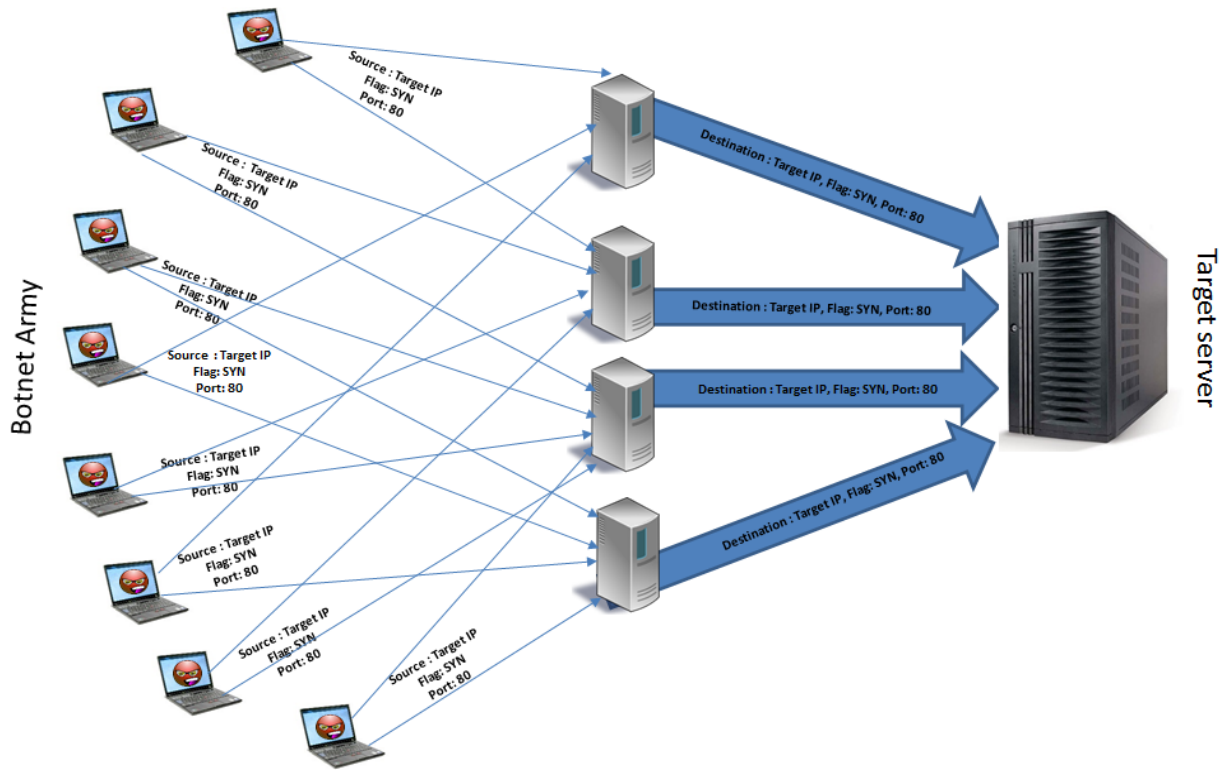 Source : Target IP
Flag: SYN
Port: 80
Source : Target IP
Flag: SYN
Port: 80
Source : Target IP
Flag: SYN
Port: 80
Source : Target IP
Flag: SYN
Port: 80
Source : Target IP
Flag: SYN
Port: 80
Source : Target IP
Flag: SYN
Port: 80
Source : Target IP
Flag: SYN
Port: 80
Source : Target IP
Flag: SYN
Port: 80
Botnet Army
Destination : Target IP, Flag: SYN, Port: 80
Destination : Target IP, Flag: SYN, Port: 80
Destination : Target IP, Flag: SYN, Port: 80
Destination : Target IP, Flag: SYN, Port: 80
Target server